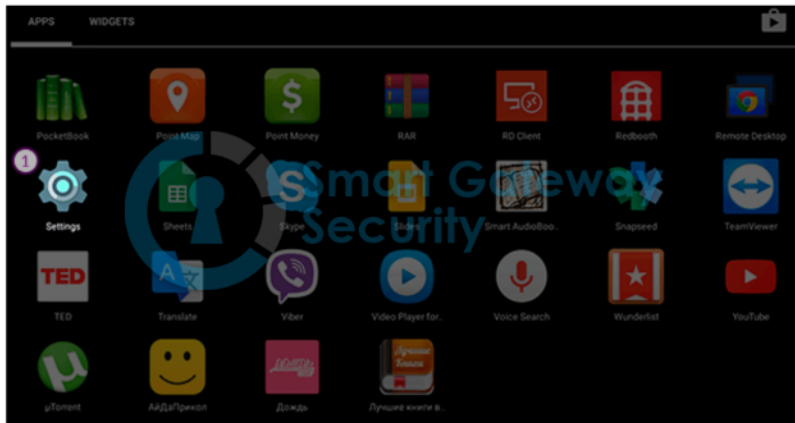 APPS WIDGETS
PocketBook Point Map Point Money RAR RD Client Redbooth Remote Desktop
1
Smart Gateway
Security
Settings Sheets Skype Slides Smart AudioBoo.. Snapseed TeamViewer
TED
TED Translate Viber Video Player for.. Voice Search Wunderlist YouTube
Лучшие
Книги
µTorrent АйДаПрикол Дождь Лучшие книги в..